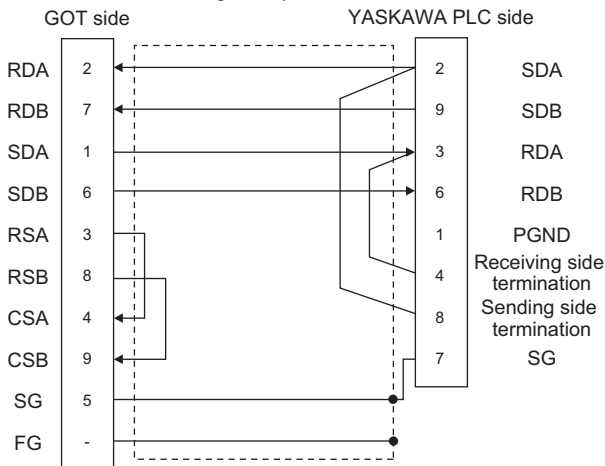 GOT side YASKAWA PLC side
RDA 2 2 SDA
RDB 7 9 SDB
SDA 1 3 RDA
SDB 6 6 RDB
RSA 3 1 PGND
RSB 8 4 Receiving side
termination
CSA 4 8 Sending side
termination
CSB 9 7 SG
SG 5
FG -